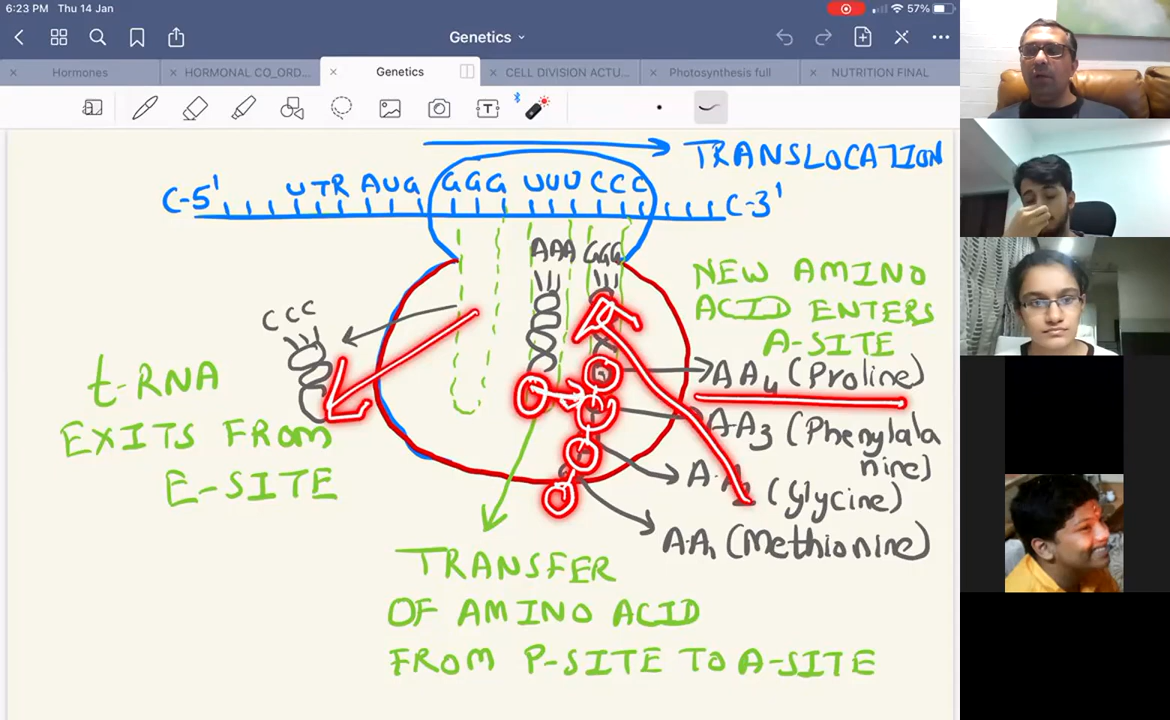 6:23 PM Thu 14 Jan
57%
Genetics
Hormones
HORMONAL CO_ORD...
Genetics
CELL DIVISION ACTU...
Photosynthesis full
NUTRITION FINAL
TRANSLOCATION
C-5' UTR AUG GGG UUU CCC C-3'
AAA GGG
NEW AMINO
ACID ENTERS
A-SITE
CCC
t-RNA
EXITS FROM
E-SITE
AA4 (Proline)
A-A3 (Phenylala
nine)
(Glycine)
A-A1 (Methionine)
TRANSFER
OF AMINO ACID
FROM P-SITE TO A-SITE